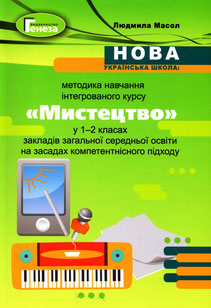 Видавництво
Генеза
Людмила Масол
НОВА
УКРАЇНСЬКА ШКОЛА:
методика навчання
інтегрованого курсу
«Мистецтво»
у 1–2 класах
закладів загальної середньої освіти
на засадах компетентнісного підходу